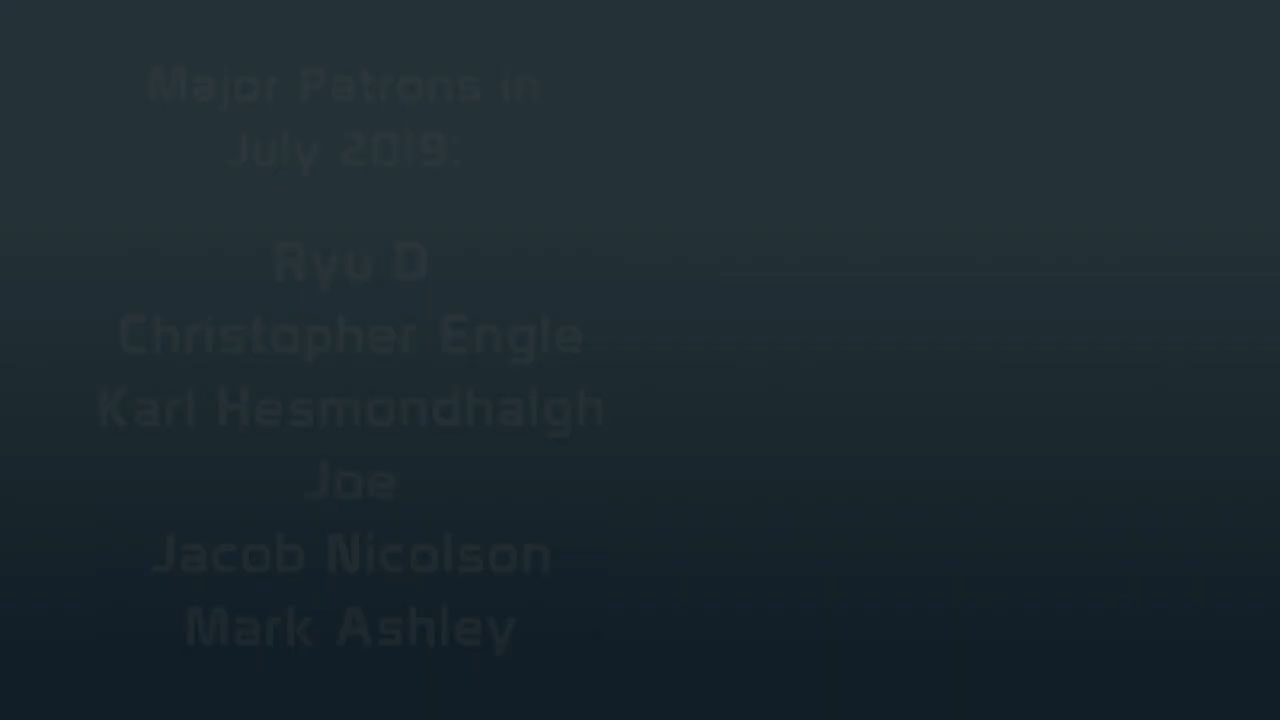 Major Patrons in
July 2019:
Ryu D
Christopher Engle
Karl Hesmondhalgh
Joe
Jacob Nicolson
Mark Ashley